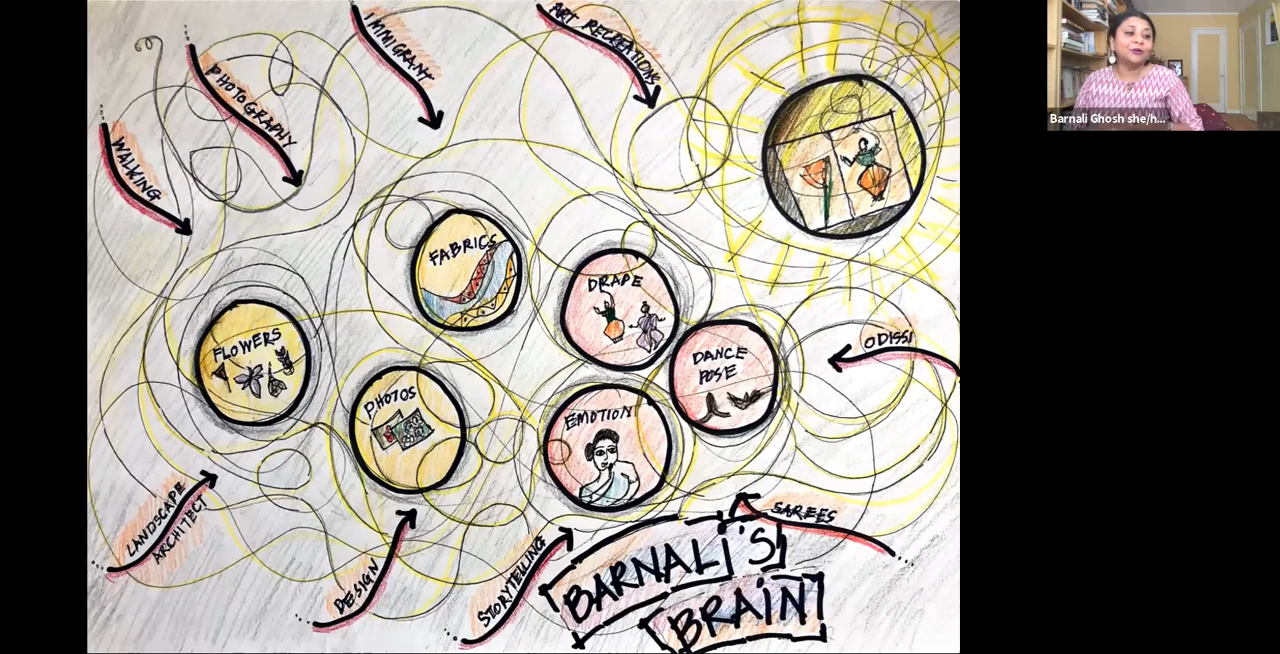 WALKING
PHOTOGRAPHY
IMMIGRANT
ART RECREATIONS
Barnali Ghosh she/h...
FABRICS
DRAPE
FLOWERS
DANCE
POSE
ODISSI
PHOTOS
EMOTION
LANDSCAPE
ARCHITECT
DESIGN
STORYTELLING
SAREES
BARNALI'S
BRAIN